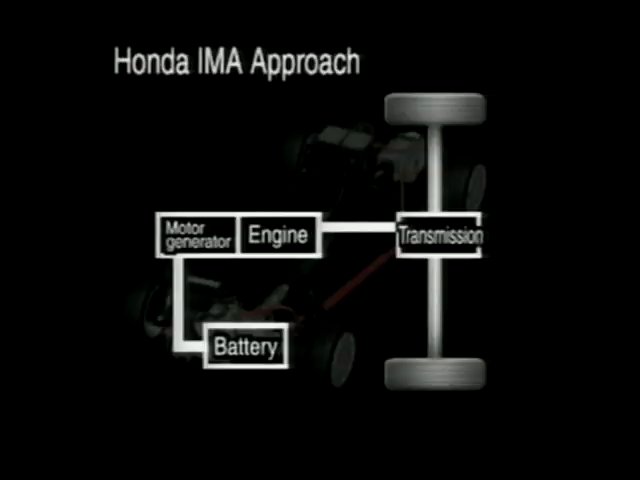 Honda IMA Approach
Motor
generator
Engine
Transmission
Battery